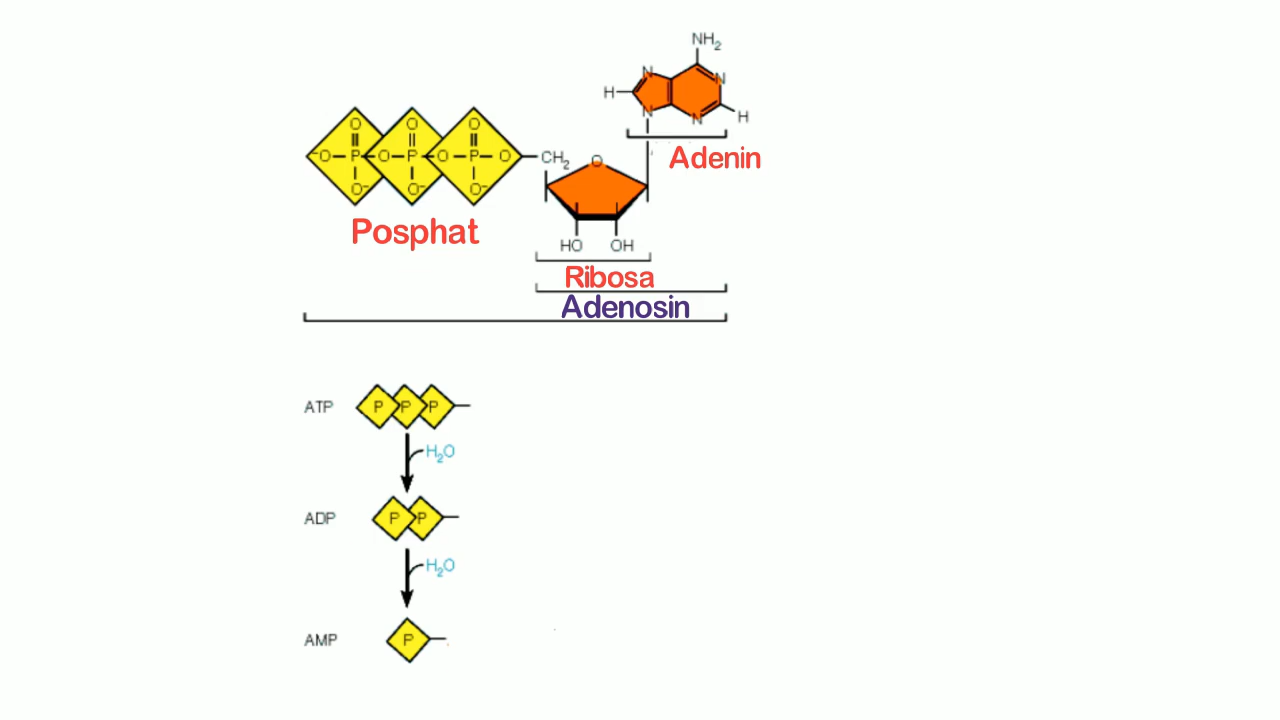 NH₂
N N
H N N H
Adenin
O O O
⁻O P O P O P O CH₂ O
O⁻ O⁻ O⁻
Posphat
HO OH
Ribosa
Adenosin
ATP P P P
H₂O
ADP P P
H₂O
AMP P